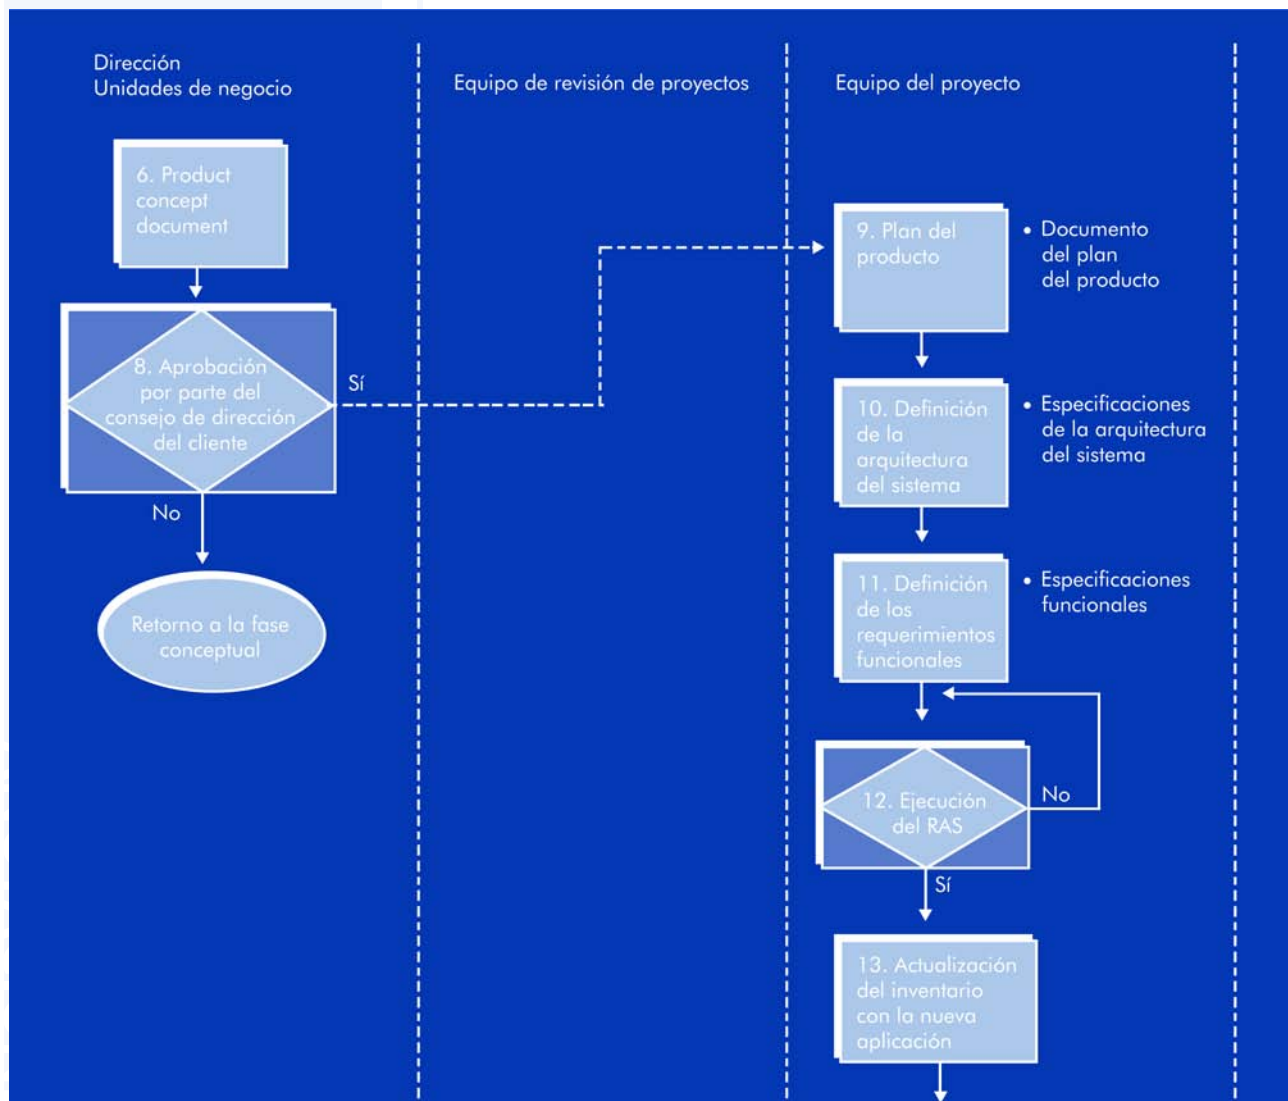 Dirección
Unidades de negocio
Equipo de revisión de proyectos
Equipo del proyecto
6. Product
concept
document
8. Aprobación
por parte del
consejo de dirección
del cliente
Sí
No
Retorno a la fase
conceptual
9. Plan del
producto
• Documento
del plan
del producto
10. Definición
de la
arquitectura
del sistema
• Especificaciones
de la arquitectura
del sistema
11. Definición
de los
requerimientos
funcionales
• Especificaciones
funcionales
12. Ejecución
del RAS
No
Sí
13. Actualización
del inventario
con la nueva
aplicación